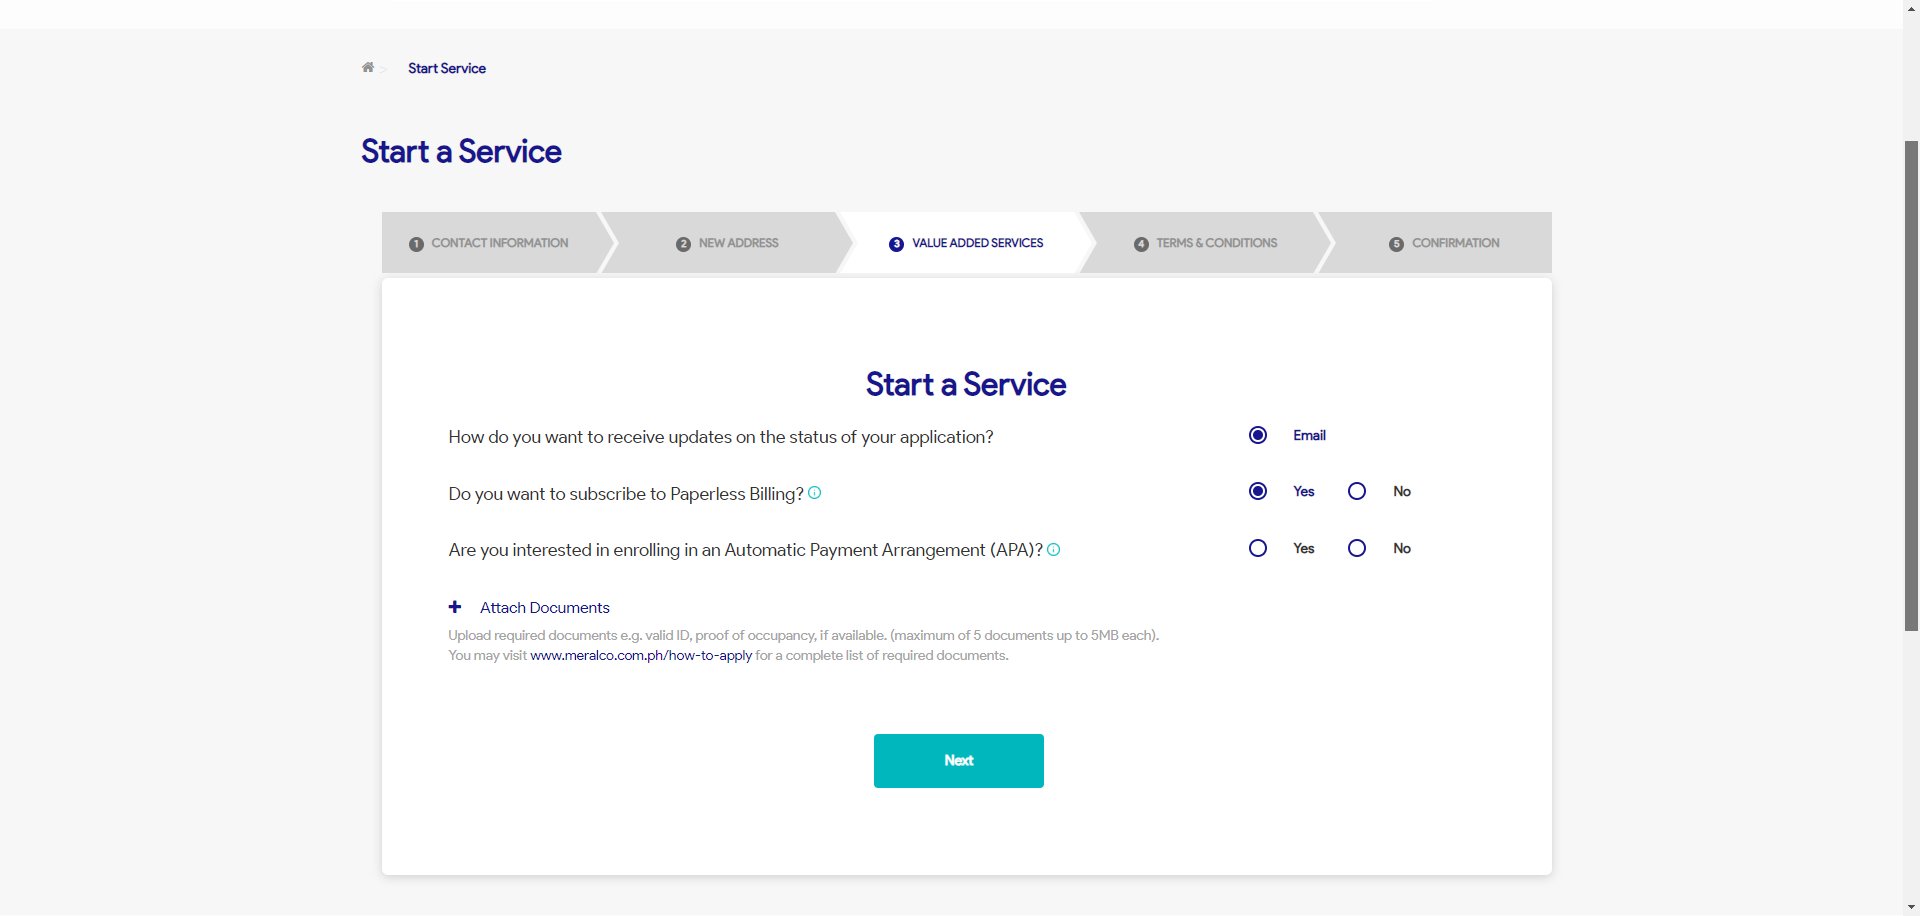 Start Service
Start a Service
1 CONTACT INFORMATION
2 NEW ADDRESS
3 VALUE ADDED SERVICES
4 TERMS & CONDITIONS
5 CONFIRMATION
Start a Service
How do you want to receive updates on the status of your application?
Email
Do you want to subscribe to Paperless Billing?
Yes
No
Are you interested in enrolling in an Automatic Payment Arrangement (APA)?
Yes
No
+ Attach Documents
Upload required documents e.g. valid ID, proof of occupancy, if available. (maximum of 5 documents up to 5MB each).
You may visit www.meralco.com.ph/how-to-apply for a complete list of required documents.
Next